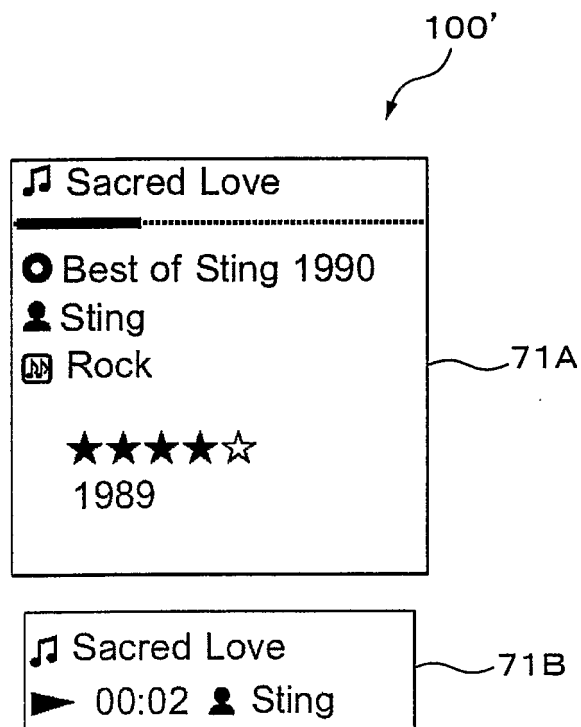 100'
Sacred Love
Best of Sting 1990
Sting
Rock
71A
★★★★☆
1989
Sacred Love
71B
00:02 Sting